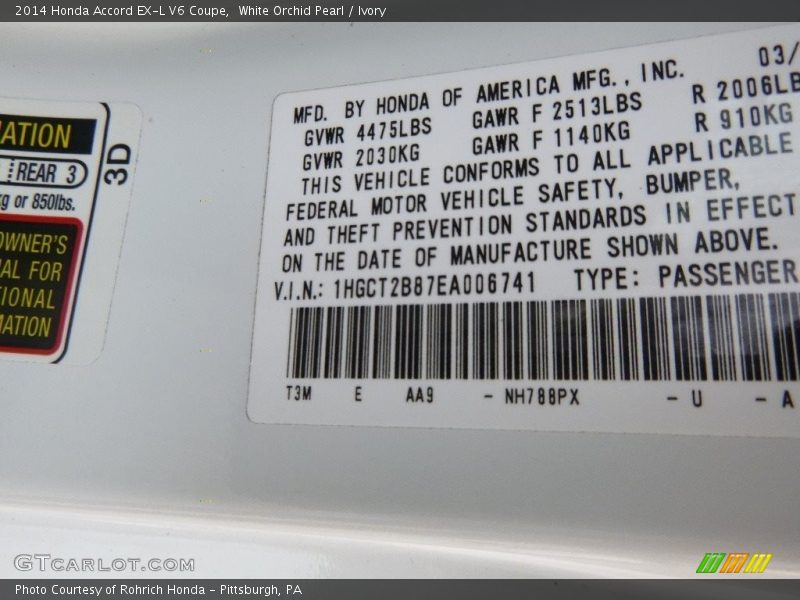 2014 Honda Accord EX-L V6 Coupe,  White Orchid Pearl / Ivory
ATION
REAR 3
kg or 850lbs.
OWNER'S
FOR
MATION
3D
03/
MFD. BY HONDA OF AMERICA MFG., INC.
GVWR 4475LBS GAWR F 2513LBS R 2006LB
GVWR 2030KG GAWR F 1140KG R 910KG
THIS VEHICLE CONFORMS TO ALL APPLICABLE
FEDERAL MOTOR VEHICLE SAFETY, BUMPER,
AND THEFT PREVENTION STANDARDS IN EFFECT
ON THE DATE OF MANUFACTURE SHOWN ABOVE.
V.I.N.: 1HGCT2B87EA006741 TYPE: PASSENGER
T3M E AA9 - NH788PX - U - A
GTCARLOT.COM
Photo Courtesy of Rohrich Honda - Pittsburgh, PA